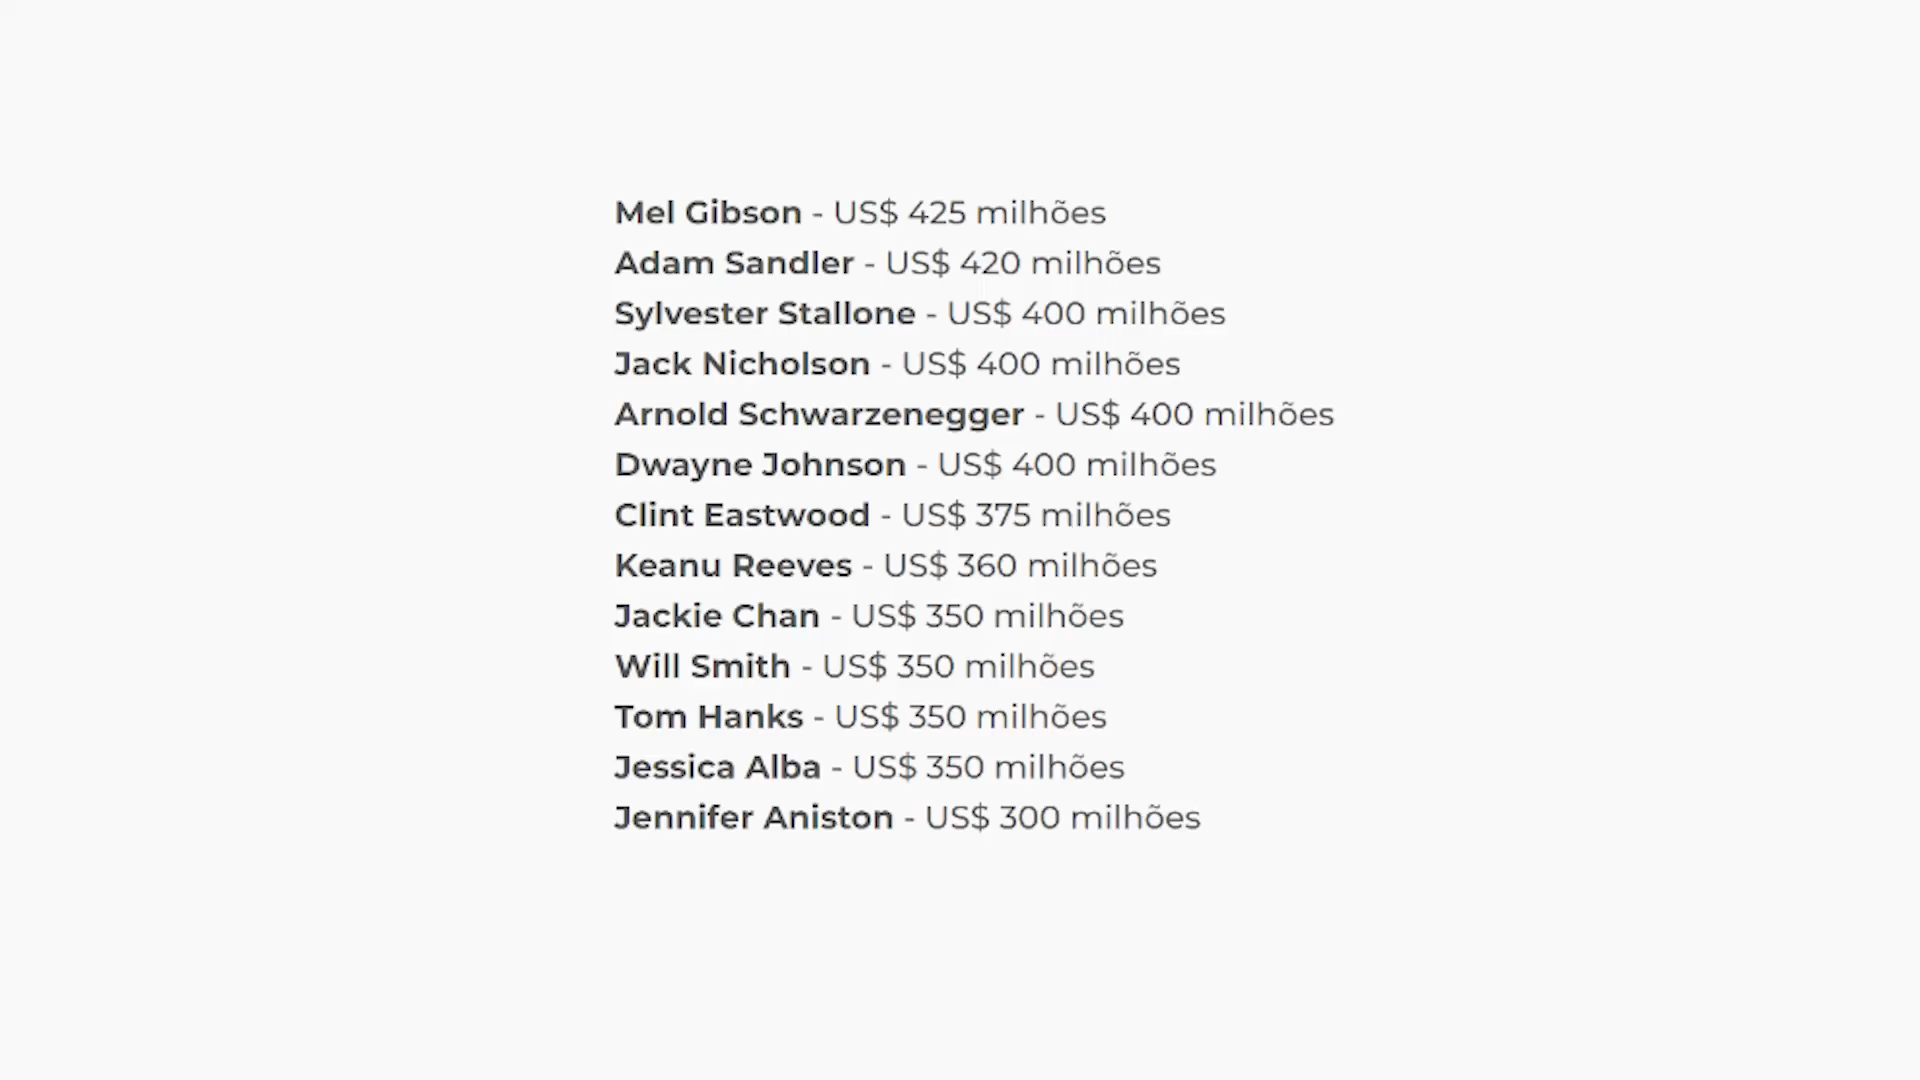 Mel Gibson - US$ 425 milhões
Adam Sandler - US$ 420 milhões
Sylvester Stallone - US$ 400 milhões
Jack Nicholson - US$ 400 milhões
Arnold Schwarzenegger - US$ 400 milhões
Dwayne Johnson - US$ 400 milhões
Clint Eastwood - US$ 375 milhões
Keanu Reeves - US$ 360 milhões
Jackie Chan - US$ 350 milhões
Will Smith - US$ 350 milhões
Tom Hanks - US$ 350 milhões
Jessica Alba - US$ 350 milhões
Jennifer Aniston - US$ 300 milhões